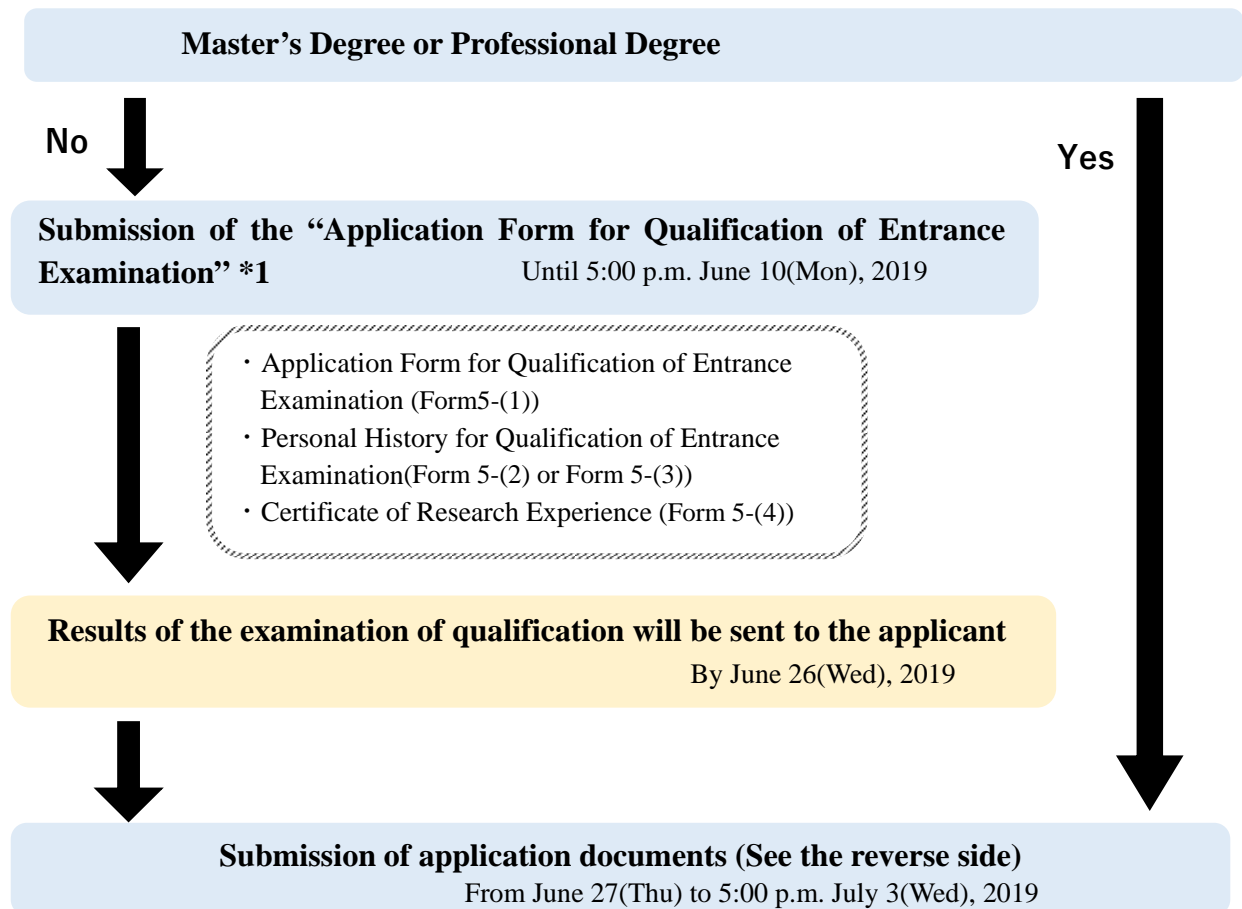 Master’s Degree or Professional Degree
No
Yes
Submission of the “Application Form for Qualification of Entrance
Examination” *1 Until 5:00 p.m. June 10(Mon), 2019
・Application Form for Qualification of Entrance
Examination (Form5-(1))
・Personal History for Qualification of Entrance
Examination(Form 5-(2) or Form 5-(3))
・Certificate of Research Experience (Form 5-(4))
Results of the examination of qualification will be sent to the applicant
By June 26(Wed), 2019
Submission of application documents (See the reverse side)
From June 27(Thu) to 5:00 p.m. July 3(Wed), 2019